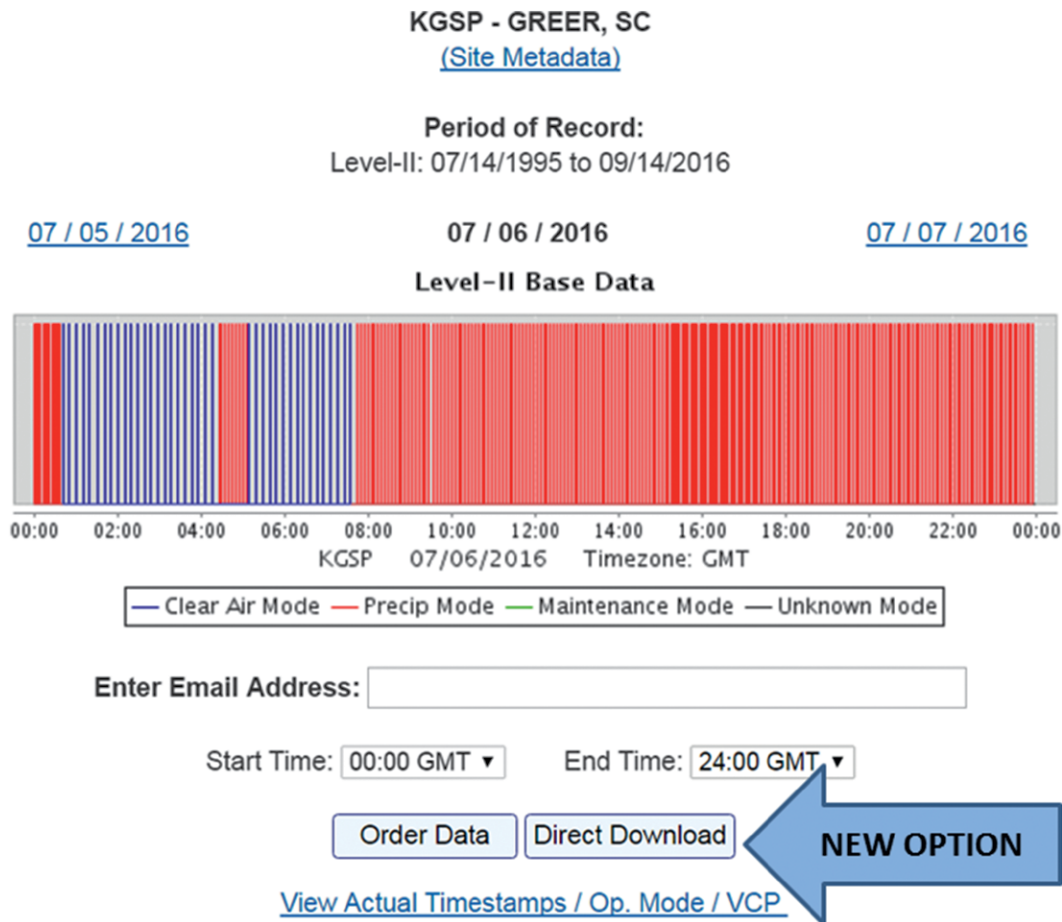 KGSP - GREER, SC
(Site Metadata)
Period of Record:
Level-II: 07/14/1995 to 09/14/2016
07 / 05 / 2016 07 / 06 / 2016 07 / 07 / 2016
Level-II Base Data
00:00 02:00 04:00 06:00 08:00 10:00 12:00 14:00 16:00 18:00 20:00 22:00 00:00
KGSP 07/06/2016 Timezone: GMT
Clear Air Mode Precip Mode Maintenance Mode Unknown Mode
Enter Email Address:
Start Time: 00:00 GMT ▼ End Time: 24:00 GMT ▼
Order Data Direct Download NEW OPTION
View Actual Timestamps / Op. Mode / VCP